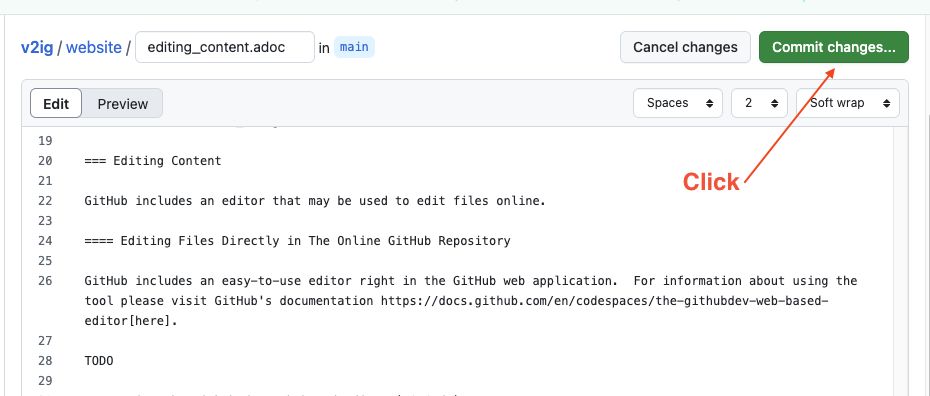 v2ig / website / editing_content.adoc in main Cancel changes Commit changes...
Edit Preview Spaces 2 Soft wrap
19
20 === Editing Content
Click
21
22 GitHub includes an editor that may be used to edit files online.
23
24 ==== Editing Files Directly in The Online GitHub Repository
25
26 GitHub includes an easy-to-use editor right in the GitHub web application.  For information about using the
tool please visit GitHub's documentation https://docs.github.com/en/codespaces/the-githubdev-web-based-
editor[here].
27
28 TODO
29